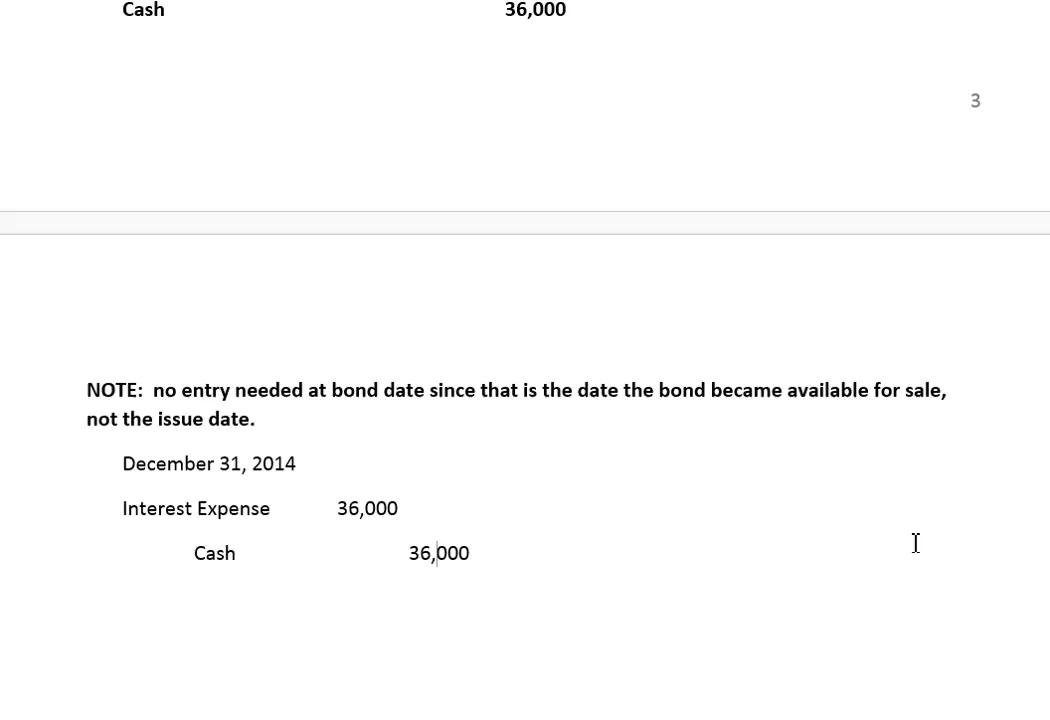 Cash 36,000
3
NOTE:  no entry needed at bond date since that is the date the bond became available for sale,
not the issue date.
December 31, 2014
Interest Expense 36,000
Cash 36,000